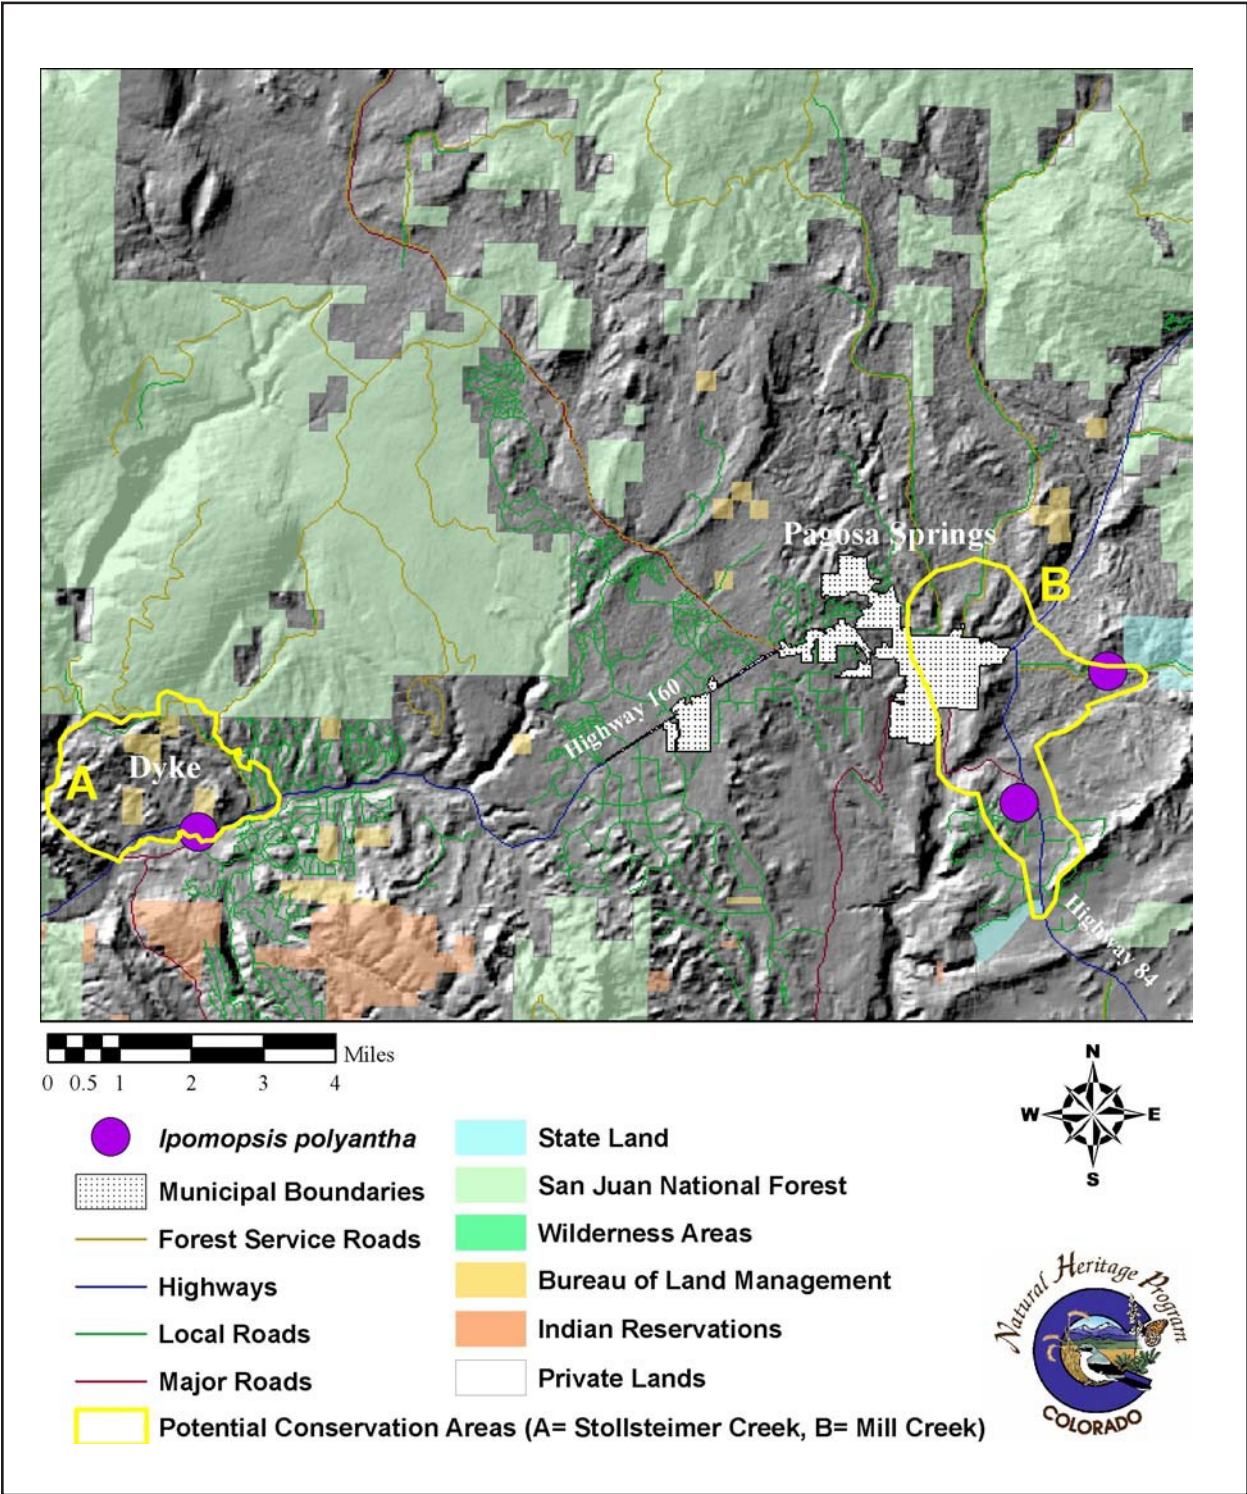 Pagosa Springs
B
Highway 160
A
Dyke
Highway 84
Miles
0 0.5 1 2 3 4
N
W E
S
Ipomopsis polyantha
Municipal Boundaries
Forest Service Roads
Highways
Local Roads
Major Roads
State Land
San Juan National Forest
Wilderness Areas
Bureau of Land Management
Indian Reservations
Private Lands
Potential Conservation Areas (A= Stollsteimer Creek, B= Mill Creek)
Natural Heritage Program
COLORADO